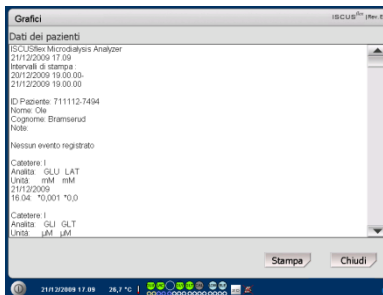 Grafici
ISCUSflex (Rev.
Dati dei pazienti
ISCUSflex Microdialysis Analyzer
21/12/2009 17.09
Intervalli di stampa :
20/12/2009 19.00.00-
21/12/2009 19.00.00
ID Paziente: 711112-7494
Nome: Ole
Cognome: Bramserud
Note:
Nessun evento registrato
Catetere: I
Analita: GLU LAT
Unità: mM mM
21/12/2009
16.04: *0,001 *0,0
Catetere: I
Analita: GLI GLT
Unità: µM µM
Stampa
Chiudi
21/12/2009 17.09
26,7 °C